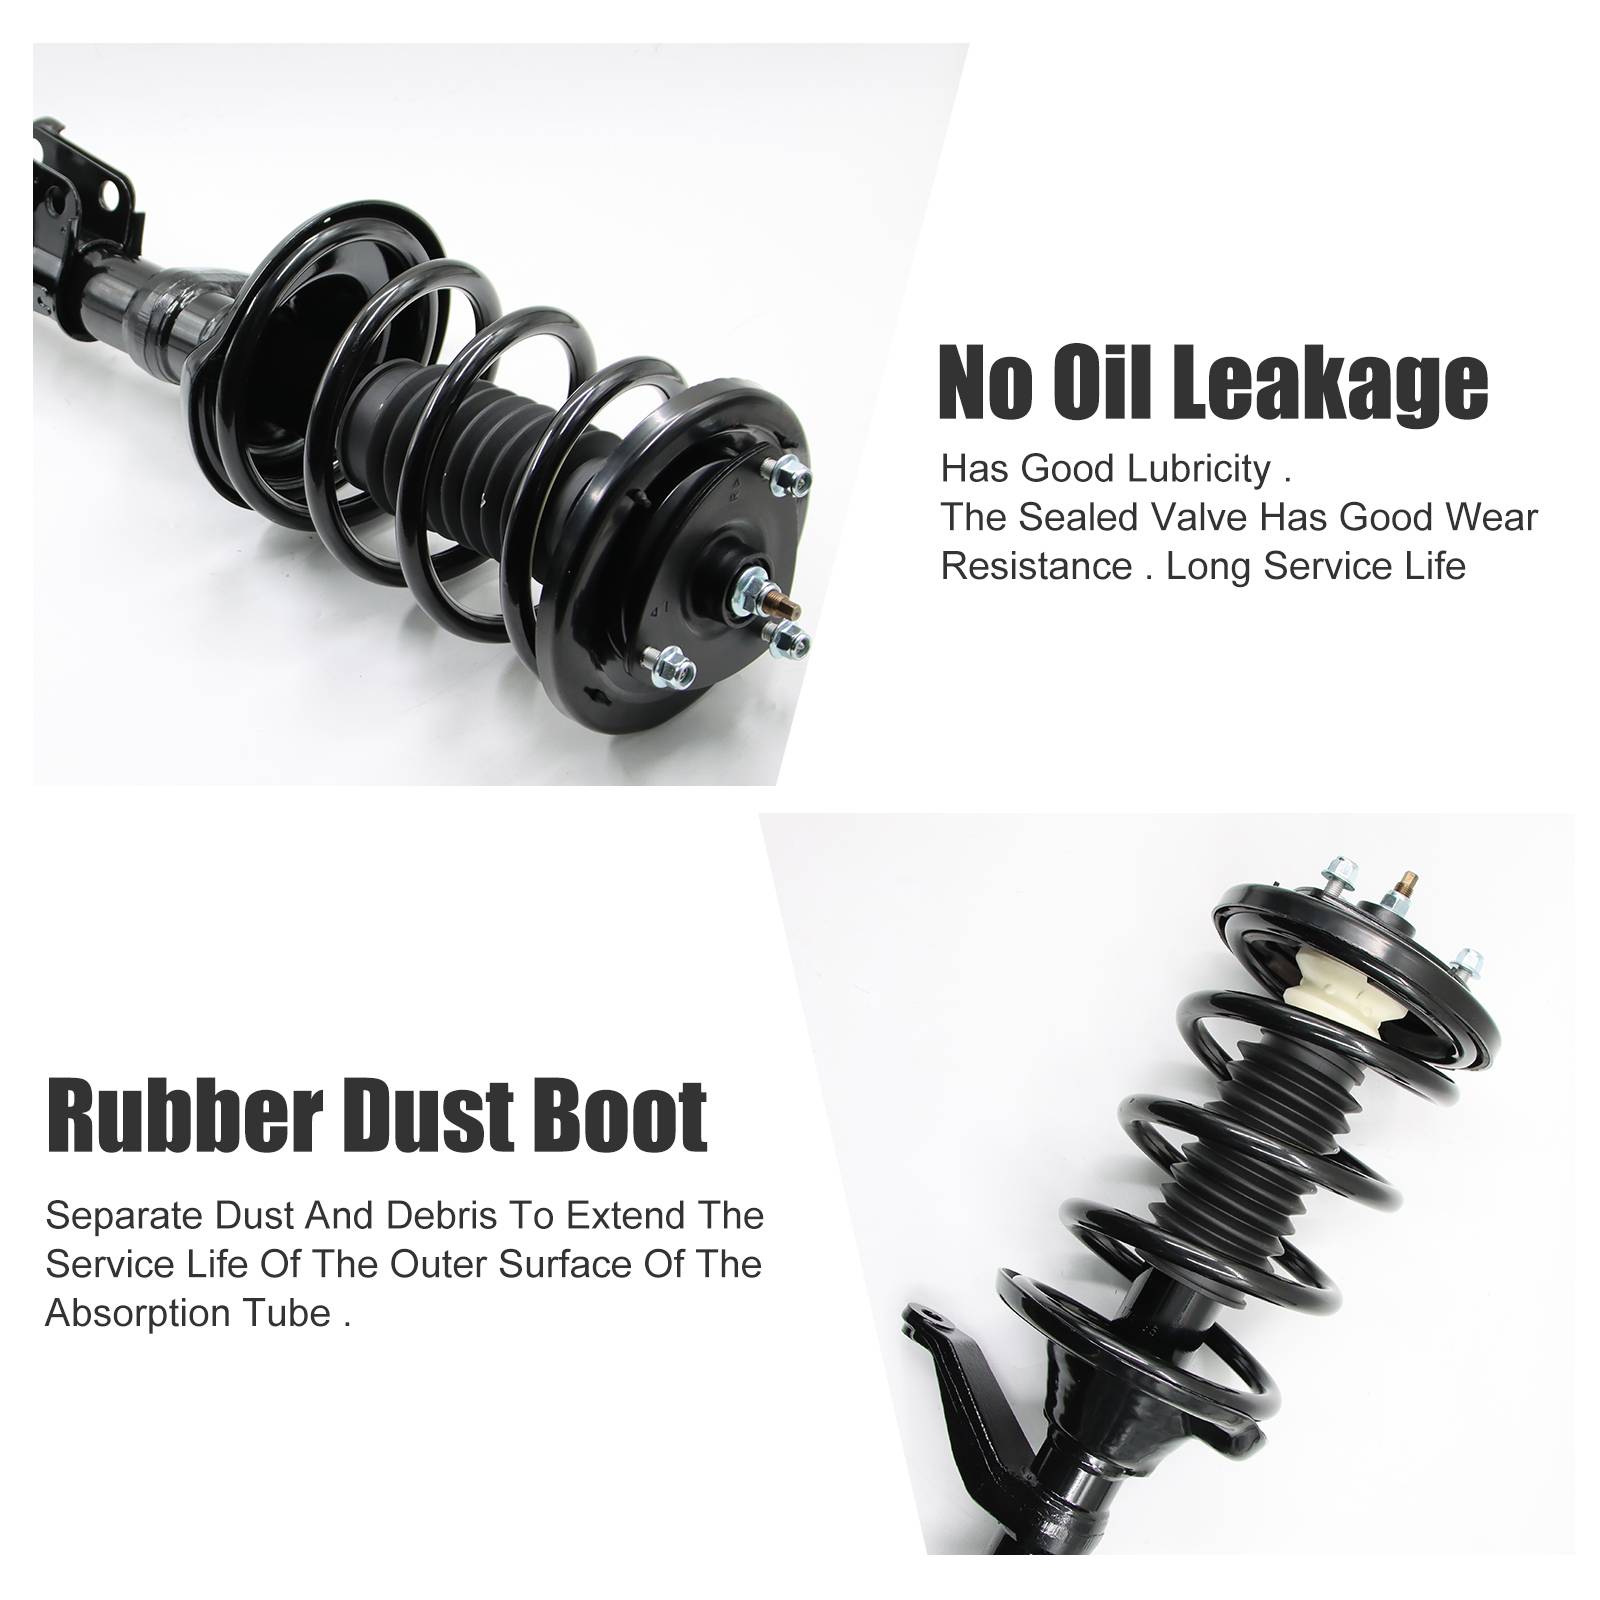 No Oil Leakage
Has Good Lubricity .
The Sealed Valve Has Good Wear
Resistance . Long Service Life
Rubber Dust Boot
Separate Dust And Debris To Extend The
Service Life Of The Outer Surface Of The
Absorption Tube .